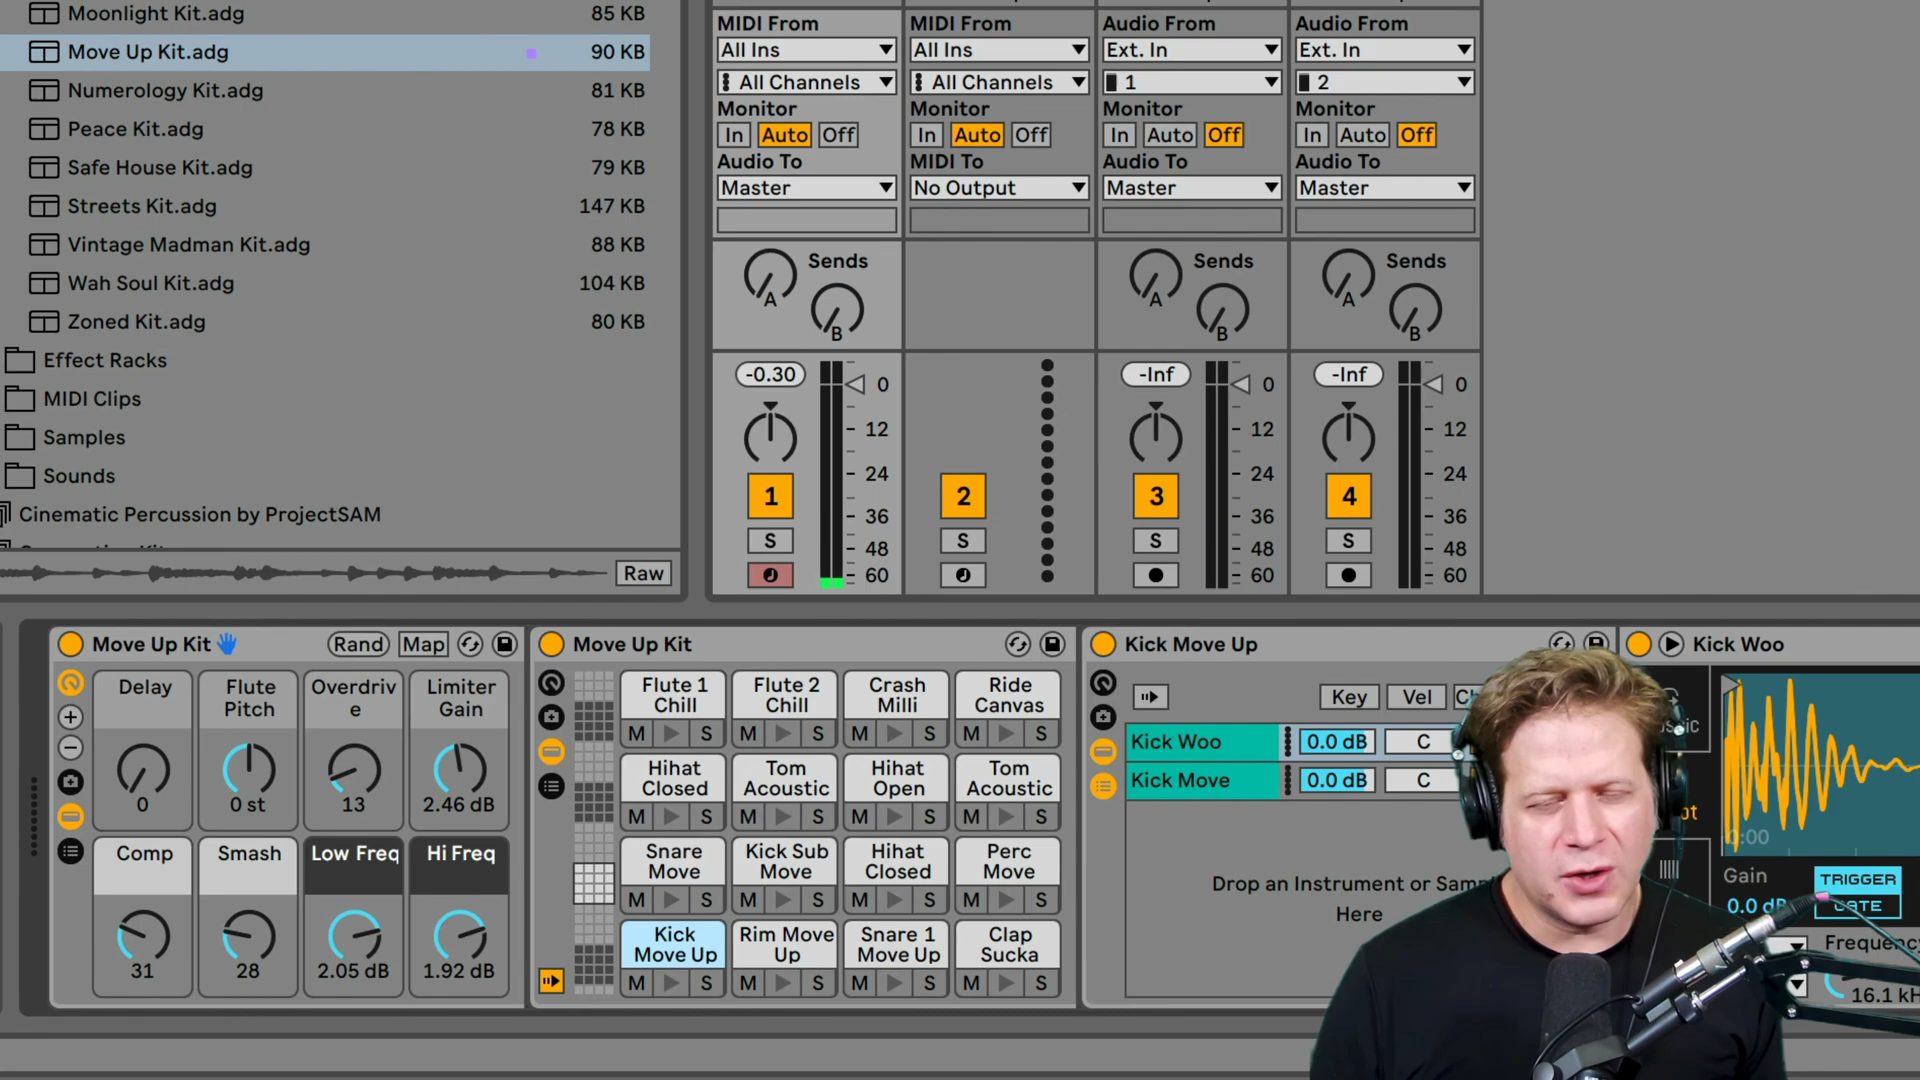 Moonlight Kit.adg 85 KB
Move Up Kit.adg 90 KB
Numerology Kit.adg 81 KB
Peace Kit.adg 78 KB
Safe House Kit.adg 79 KB
Streets Kit.adg 147 KB
Vintage Madman Kit.adg 88 KB
Wah Soul Kit.adg 104 KB
Zoned Kit.adg 80 KB
Effect Racks
MIDI Clips
Samples
Sounds
Cinematic Percussion by ProjectSAM
Raw
MIDI From MIDI From Audio From Audio From
All Ins All Ins Ext. In Ext. In
All Channels All Channels 1 2
Monitor Monitor Monitor Monitor
In Auto Off In Auto Off In Auto Off In Auto Off
Audio To MIDI To Audio To Audio To
Master No Output Master Master
Sends Sends Sends
A A A
B B B
-0.30 0 -Inf 0 -Inf 0
12 12 12
24 24 24
1 2 3 4
36 36 36
S S S S
48 48 48
60 60 60
Move Up Kit Rand Map
Delay Flute Pitch Overdrive Limiter Gain
0 0 st 13 2.46 dB
Comp Smash Low Freq Hi Freq
31 28 2.05 dB 1.92 dB
Move Up Kit
Flute 1 Chill Flute 2 Chill Crash Milli Ride Canvas
M S M S M S M S
Hihat Closed Tom Acoustic Hihat Open Tom Acoustic
M S M S M S M S
Snare Move Kick Sub Move Hihat Closed Perc Move
M S M S M S M S
Kick Move Up Rim Move Up Snare 1 Move Up Clap Sucka
M S M S M S M S
Kick Move Up
Key Vel
Kick Woo 0.0 dB C
Kick Move 0.0 dB C
Drop an Instrument or
Here
Kick Woo
0:00
Gain TRIGGER
0.0 GATE
Frequency
16.1